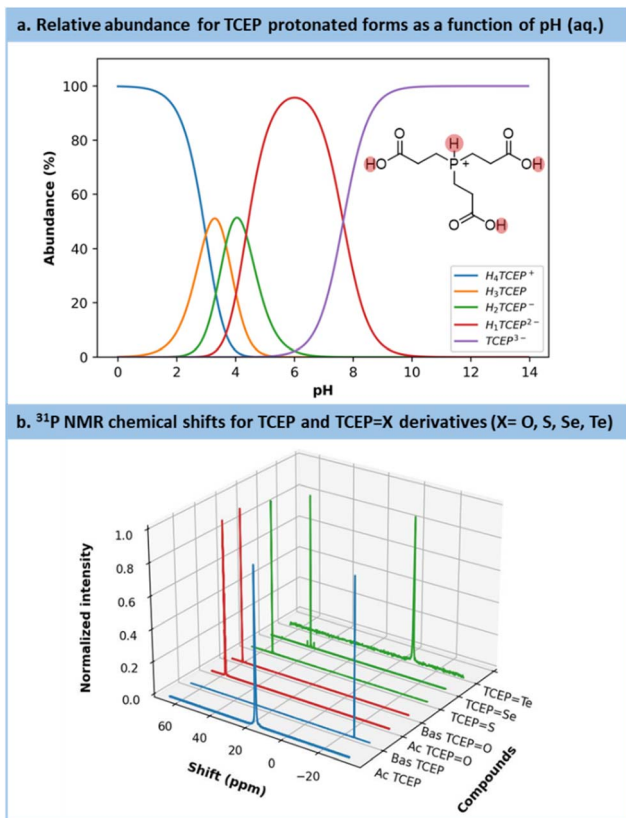 a. Relative abundance for TCEP protonated forms as a function of pH (aq.)
Abundance (%)
100
80
60
40
20
0
0 2 4 6 8 10 12 14
pH
O
HO
H
P
+
O
OH
O
OH
H₄TCEP⁺
H₃TCEP
H₂TCEP⁻
H₁TCEP²⁻
TCEP³⁻
b. ³¹P NMR chemical shifts for TCEP and TCEP=X derivatives (X= O, S, Se, Te)
Normalized intensity
1.0
0.8
0.6
0.4
0.2
0.0
60 40 20 0 −20
Shift (ppm)
TCEP=Te
TCEP=Se
TCEP=S
Bas TCEP=O
Ac TCEP=O
Bas TCEP
Ac TCEP
Compounds